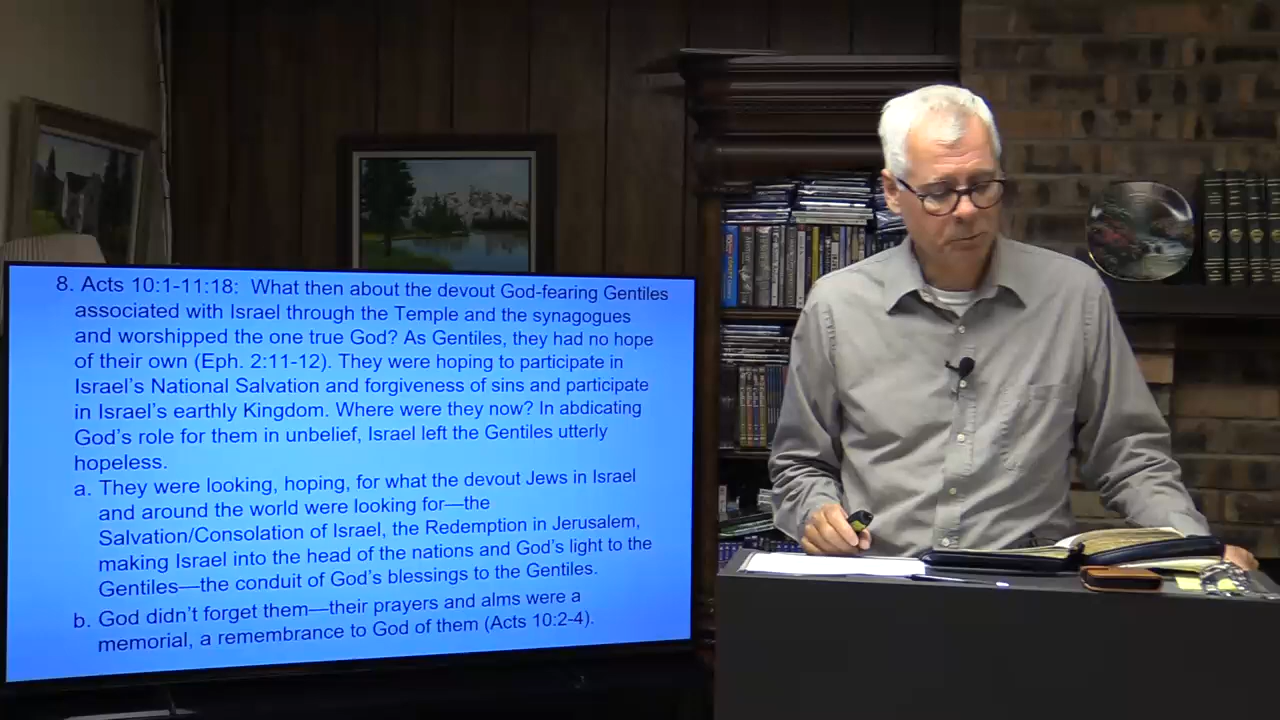 8. Acts 10:1-11:18: What then about the devout God-fearing Gentiles
associated with Israel through the Temple and the synagogues
and worshipped the one true God? As Gentiles, they had no hope
of their own (Eph. 2:11-12). They were hoping to participate in
Israel's National Salvation and forgiveness of sins and participate
in Israel's earthly Kingdom. Where were they now? In abdicating
God's role for them in unbelief, Israel left the Gentiles utterly
hopeless.
a. They were looking, hoping, for what the devout Jews in Israel
and around the world were looking for—the
Salvation/Consolation of Israel, the Redemption in Jerusalem,
making Israel into the head of the nations and God's light to the
Gentiles—the conduit of God's blessings to the Gentiles.
b. God didn't forget them—their prayers and alms were a
memorial, a remembrance to God of them (Acts 10:2-4).